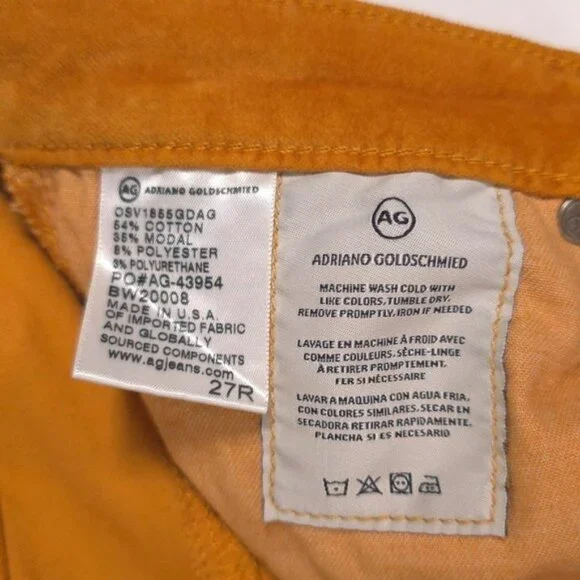 AG ADRIANO GOLDSCHMIED
OSV1855GDAG
54% COTTON
35% MODAL
8% POLYESTER
3% POLYURETHANE
PO#AG-43954
BW20008
MADE IN U.S.A.
OF IMPORTED FABRIC
AND GLOBALLY
SOURCED COMPONENTS
www.agjeans.com
27R
AG
ADRIANO GOLDSCHMIED
MACHINE WASH COLD WITH
LIKE COLORS, TUMBLE DRY,
REMOVE PROMPTLY, IRON IF NEEDED
LAVAGE EN MACHINE À FROID AVEC
COMME COULEURS. SÈCHE-LINGE
À RETIRER PROMPTEMENT.
FER SI NÉCESSAIRE
LAVAR A MAQUINA CON AGUA FRIA,
CON COLORES SIMILARES. SECAR EN
SECADORA RETIRAR RAPIDAMENTE.
PLANCHA SI ES NECESARIO